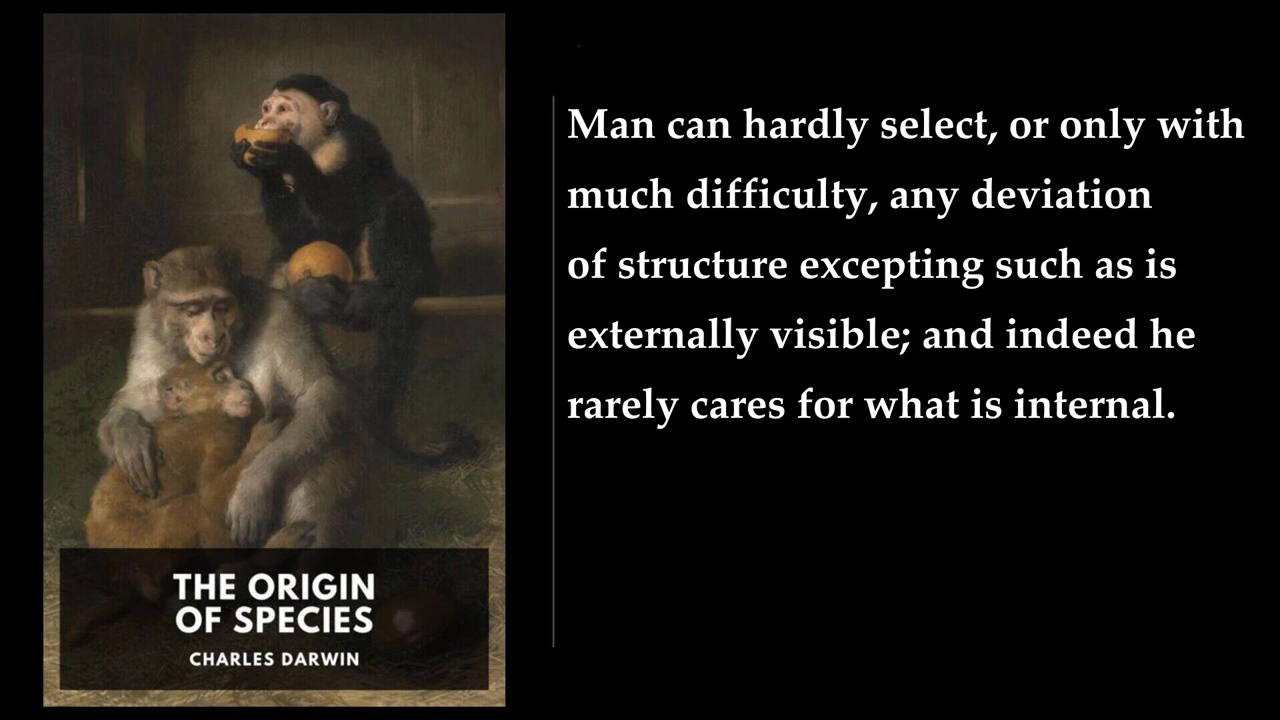 Man can hardly select, or only with
much difficulty, any deviation
of structure excepting such as is
externally visible; and indeed he
rarely cares for what is internal.
THE ORIGIN
OF SPECIES
CHARLES DARWIN